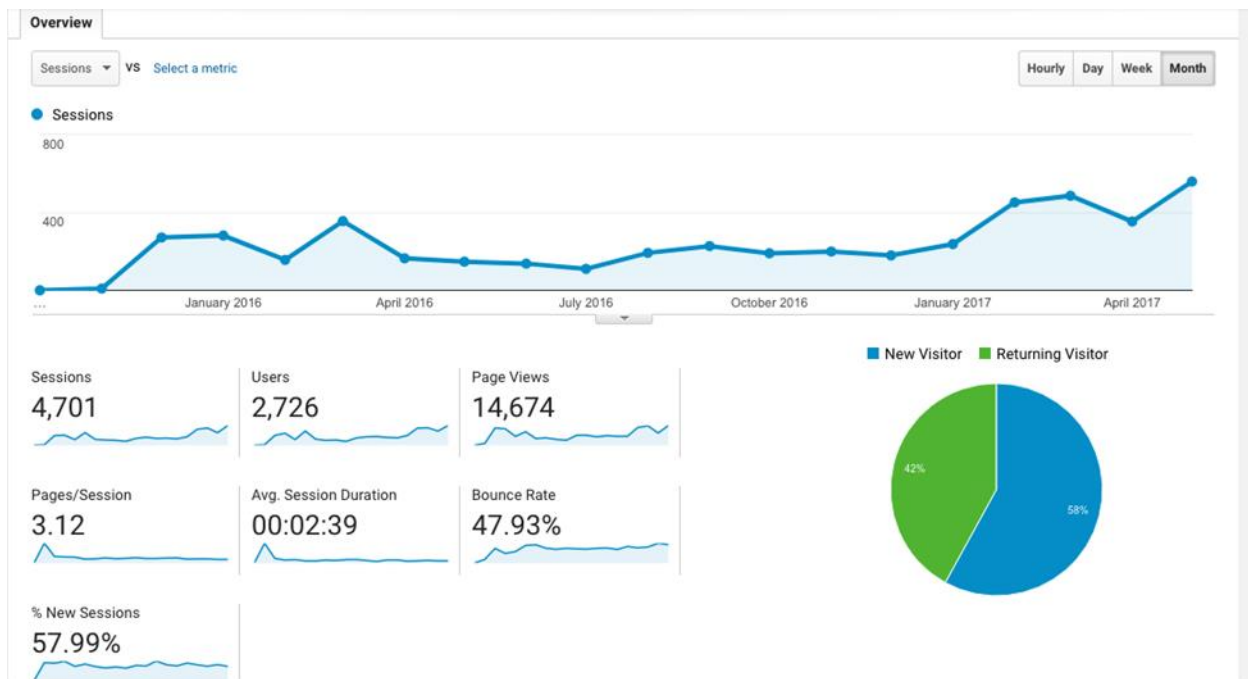 Overview
Sessions VS Select a metric Hourly Day Week Month
Sessions
800
400
... January 2016 April 2016 July 2016 October 2016 January 2017 April 2017
New Visitor Returning Visitor
Sessions Users Page Views
4,701 2,726 14,674
42%
58%
Pages/Session Avg. Session Duration Bounce Rate
3.12 00:02:39 47.93%
% New Sessions
57.99%